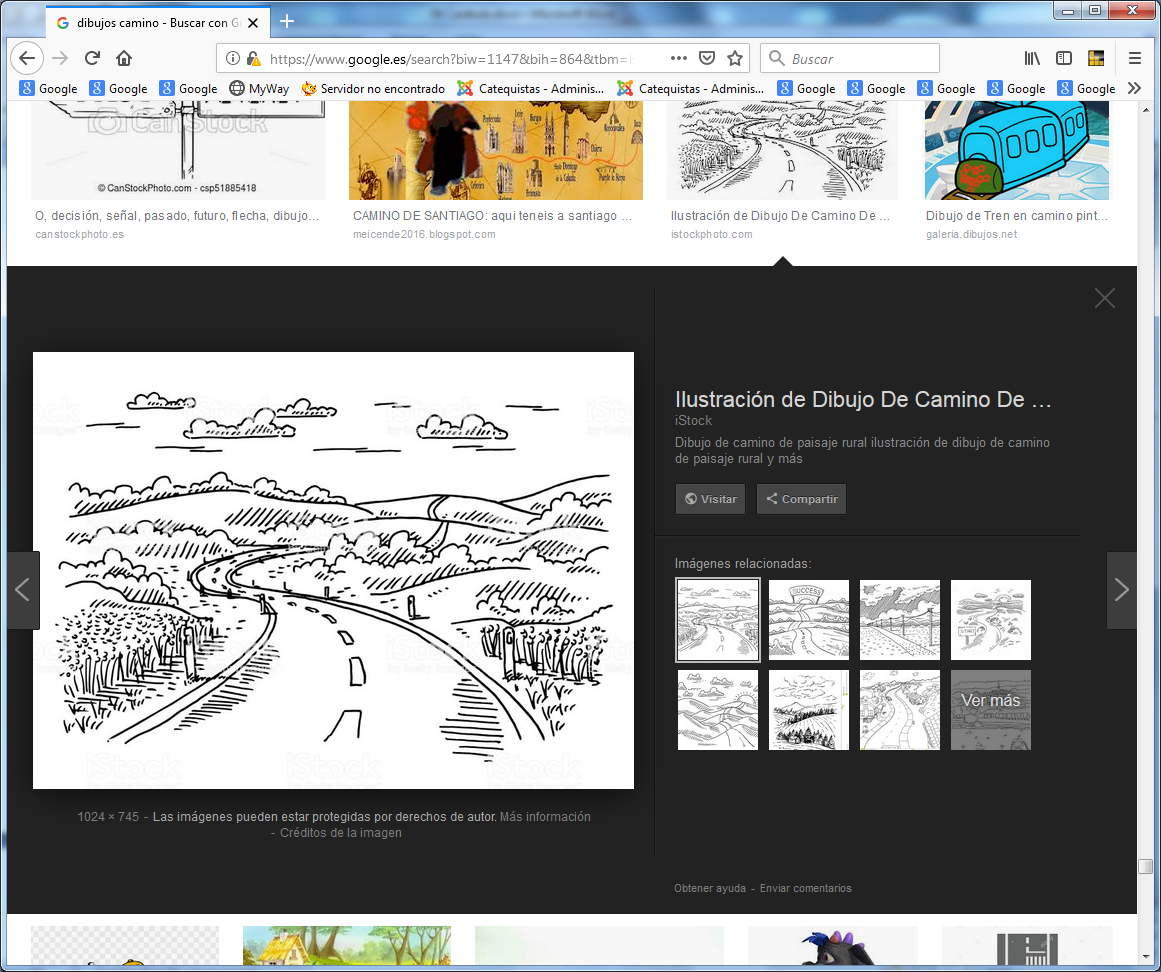 dibujos camino - Buscar con G
https://www.google.es/search?biw=1147&bih=864&tbm=
Buscar
Google
Google
Google
MyWay
Servidor no encontrado
Catequistas - Adminis...
Catequistas - Adminis...
Google
Google
Google
Google
Google
CanStock
© CanStockPhoto.com - csp51885418
O, decisión, señal, pasado, futuro, flecha, dibujo...
canstockphoto.es
CAMINO DE SANTIAGO: aqui teneis a santiago ...
meicende2016.blogspot.com
Ilustración de Dibujo De Camino De ...
istockphoto.com
Dibujo de Tren en camino pint...
galeria.dibujos.net
iStock
iStock
iStock
Ilustración de Dibujo De Camino De ...
iStock
Dibujo de camino de paisaje rural ilustración de dibujo de camino
de paisaje rural y más
Visitar
Compartir
Imágenes relacionadas:
SUCCESS
START
Ver más
1024 × 745 - Las imágenes pueden estar protegidas por derechos de autor. Más información
- Créditos de la imagen
Obtener ayuda - Enviar comentarios